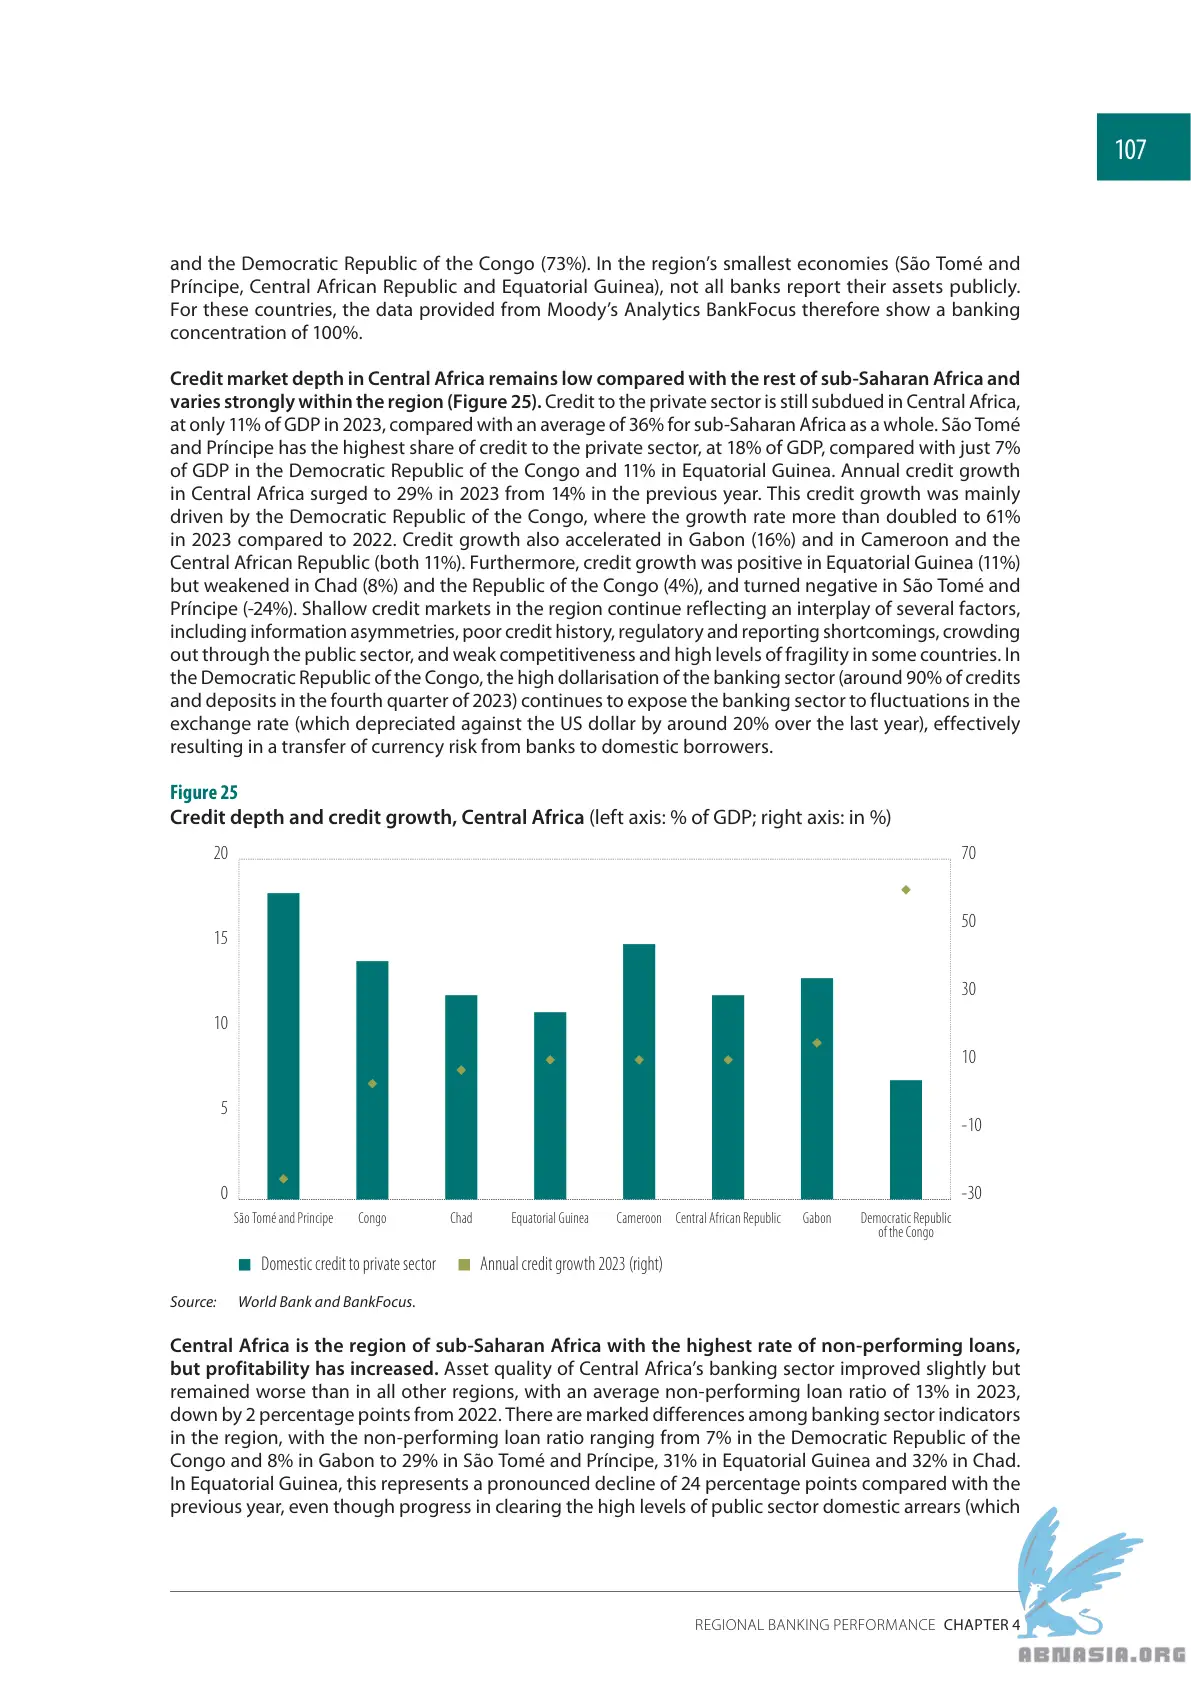 107
and the Democratic Republic of the Congo (73%). In the region’s smallest economies (São Tomé and
Príncipe, Central African Republic and Equatorial Guinea), not all banks report their assets publicly.
For these countries, the data provided from Moody’s Analytics BankFocus therefore show a banking
concentration of 100%.
Credit market depth in Central Africa remains low compared with the rest of sub-Saharan Africa and
varies strongly within the region (Figure 25). Credit to the private sector is still subdued in Central Africa,
at only 11% of GDP in 2023, compared with an average of 36% for sub-Saharan Africa as a whole. São Tomé
and Príncipe has the highest share of credit to the private sector, at 18% of GDP, compared with just 7%
of GDP in the Democratic Republic of the Congo and 11% in Equatorial Guinea. Annual credit growth
in Central Africa surged to 29% in 2023 from 14% in the previous year. This credit growth was mainly
driven by the Democratic Republic of the Congo, where the growth rate more than doubled to 61%
in 2023 compared to 2022. Credit growth also accelerated in Gabon (16%) and in Cameroon and the
Central African Republic (both 11%). Furthermore, credit growth was positive in Equatorial Guinea (11%)
but weakened in Chad (8%) and the Republic of the Congo (4%), and turned negative in São Tomé and
Príncipe (-24%). Shallow credit markets in the region continue reflecting an interplay of several factors,
including information asymmetries, poor credit history, regulatory and reporting shortcomings, crowding
out through the public sector, and weak competitiveness and high levels of fragility in some countries. In
the Democratic Republic of the Congo, the high dollarisation of the banking sector (around 90% of credits
and deposits in the fourth quarter of 2023) continues to expose the banking sector to fluctuations in the
exchange rate (which depreciated against the US dollar by around 20% over the last year), effectively
resulting in a transfer of currency risk from banks to domestic borrowers.
Figure 25
Credit depth and credit growth, Central Africa (left axis: % of GDP; right axis: in %)
20
15
10
5
0
70
50
30
10
-10
-30
São Tomé and Principe
Congo
Chad
Equatorial Guinea
Cameroon
Central African Republic
Gabon
Democratic Republic
of the Congo
Domestic credit to private sector
Annual credit growth 2023 (right)
Source: World Bank and BankFocus.
Central Africa is the region of sub-Saharan Africa with the highest rate of non-performing loans,
but profitability has increased. Asset quality of Central Africa’s banking sector improved slightly but
remained worse than in all other regions, with an average non-performing loan ratio of 13% in 2023,
down by 2 percentage points from 2022. There are marked differences among banking sector indicators
in the region, with the non-performing loan ratio ranging from 7% in the Democratic Republic of the
Congo and 8% in Gabon to 29% in São Tomé and Príncipe, 31% in Equatorial Guinea and 32% in Chad.
In Equatorial Guinea, this represents a pronounced decline of 24 percentage points compared with the
previous year, even though progress in clearing the high levels of public sector domestic arrears (which
REGIONAL BANKING PERFORMANCE CHAPTER 4
ABNASIA.ORG